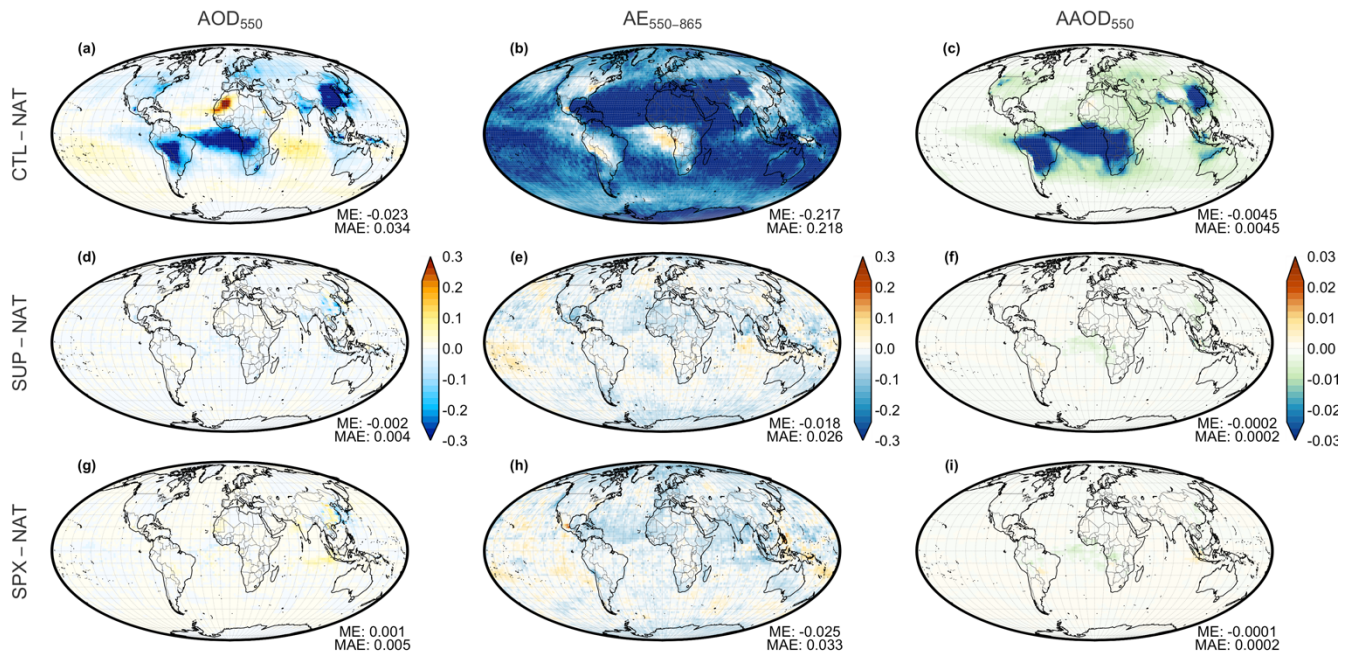 AOD550
AE550–865
AAOD550
CTL – NAT
(a)
ME: -0.023
MAE: 0.034
(b)
ME: -0.217
MAE: 0.218
(c)
ME: -0.0045
MAE: 0.0045
SUP – NAT
(d)
ME: -0.002
MAE: 0.004
0.3
0.2
0.1
0.0
-0.1
-0.2
-0.3
(e)
ME: -0.018
MAE: 0.026
0.3
0.2
0.1
0.0
-0.1
-0.2
-0.3
(f)
ME: -0.0002
MAE: 0.0002
0.03
0.02
0.01
0.00
-0.01
-0.02
-0.03
SPX – NAT
(g)
ME: 0.001
MAE: 0.005
(h)
ME: -0.025
MAE: 0.033
(i)
ME: -0.0001
MAE: 0.0002